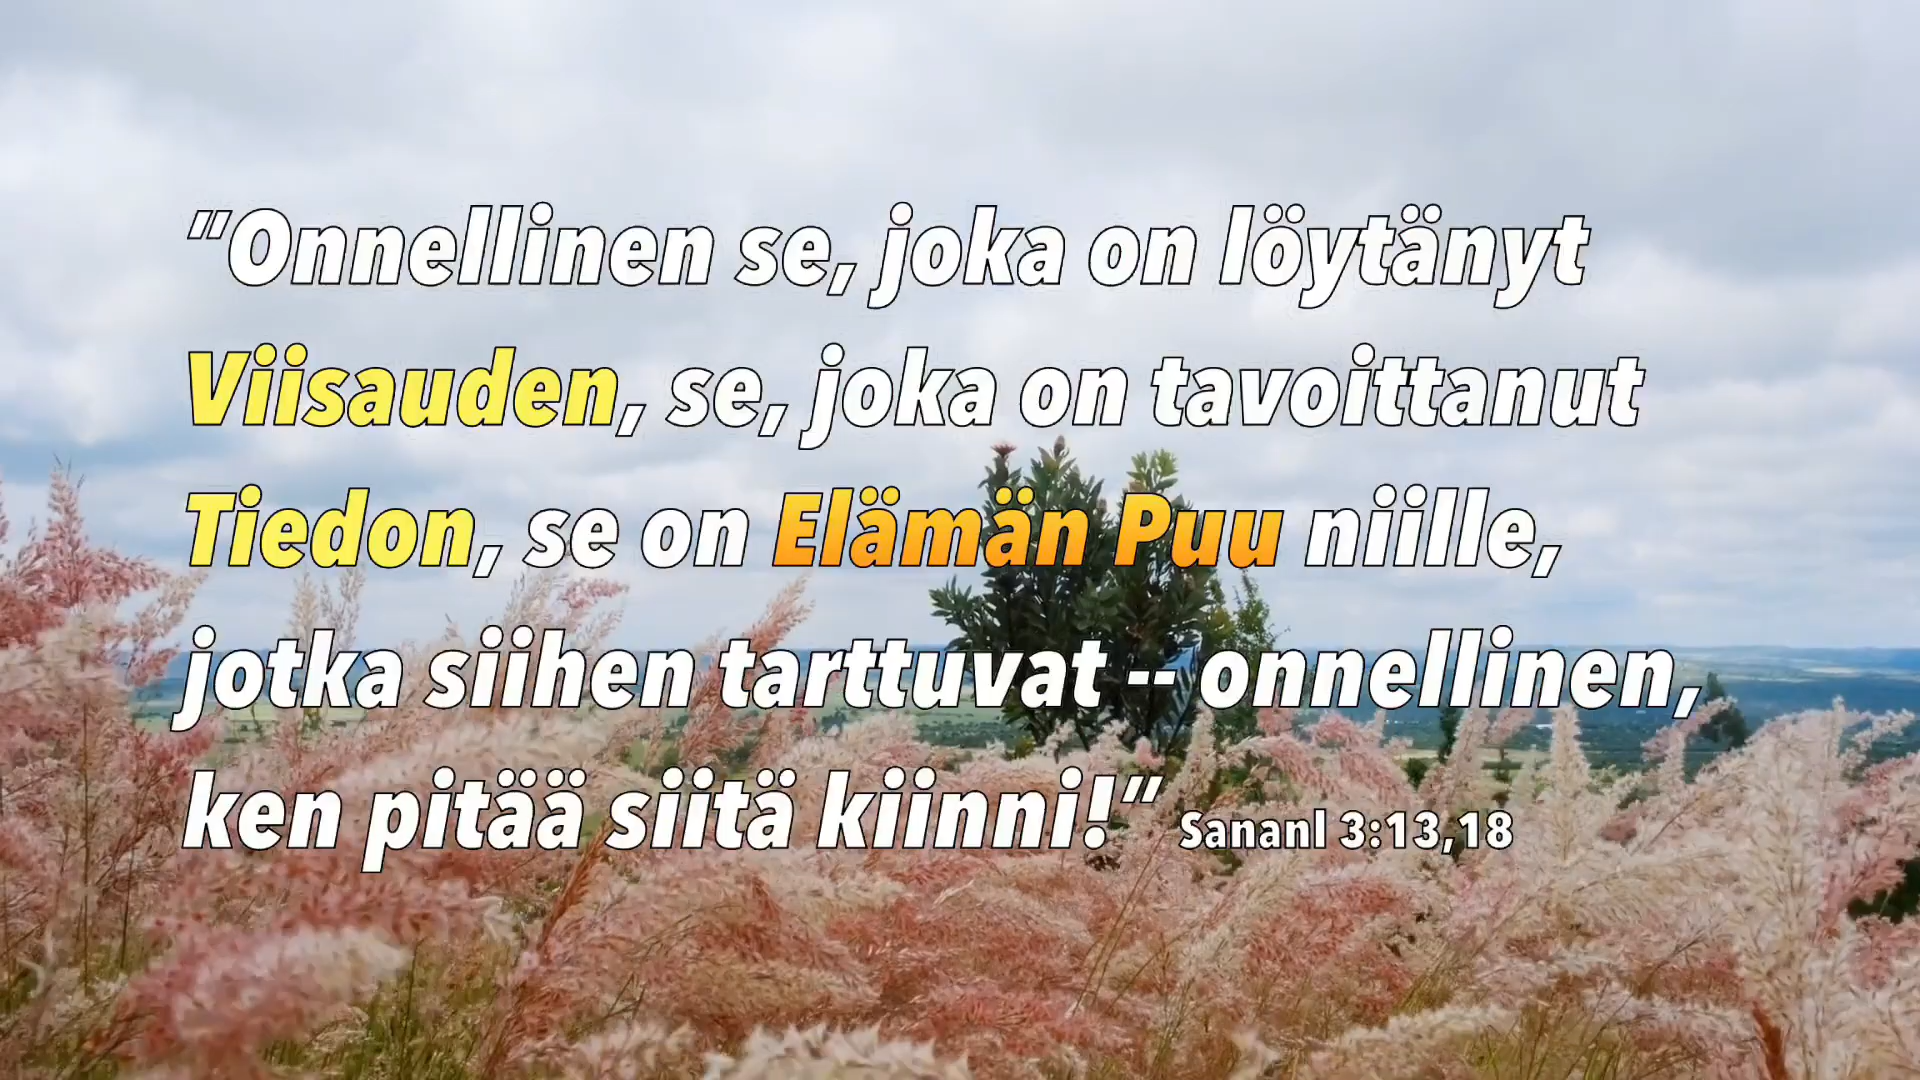 "Onnellinen se, joka on löytänyt
Viisauden, se, joka on tavoittanut
Tiedon, se on Elämän Puu niille,
jotka siihen tarttuvat -- onnellinen,
ken pitää siitä kiinni!" Sananl 3:13,18